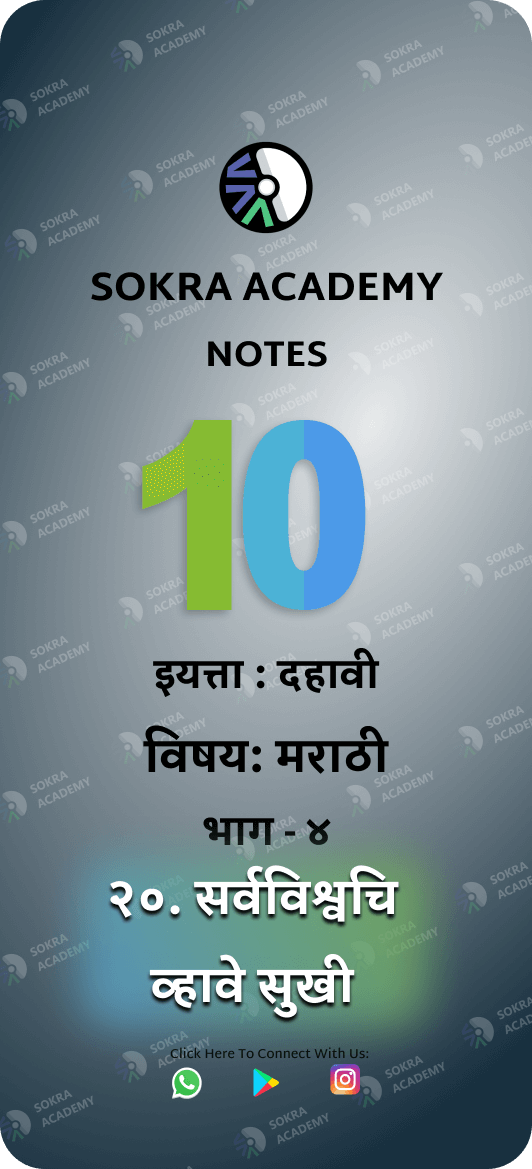 SOKRA ACADEMY
NOTES
10
इयत्ता : दहावी
विषय: मराठी
भाग - ४
२०. सर्वविश्वचि
व्हावे सुखी
Click Here To Connect With Us: